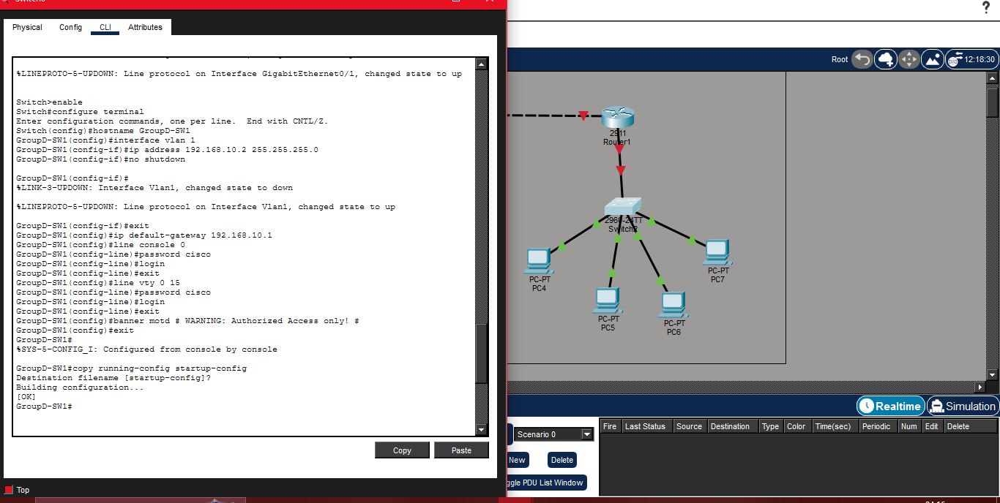 Physical Config CLI Attributes
%LINEPROTO-5-UPDOWN: Line protocol on Interface GigabitEthernet0/1, changed state to up
Switch>enable
Switch#configure terminal
Enter configuration commands, one per line.  End with CNTL/Z.
Switch(config)#hostname GroupD-SW1
GroupD-SW1(config)#interface vlan 1
GroupD-SW1(config-if)#ip address 192.168.10.2 255.255.255.0
GroupD-SW1(config-if)#no shutdown
GroupD-SW1(config-if)#
%LINK-3-UPDOWN: Interface Vlan1, changed state to down
%LINEPROTO-5-UPDOWN: Line protocol on Interface Vlan1, changed state to up
GroupD-SW1(config-if)#exit
GroupD-SW1(config)#ip default-gateway 192.168.10.1
GroupD-SW1(config)#line console 0
GroupD-SW1(config-line)#password cisco
GroupD-SW1(config-line)#login
GroupD-SW1(config-line)#exit
GroupD-SW1(config)#line vty 0 15
GroupD-SW1(config-line)#password cisco
GroupD-SW1(config-line)#login
GroupD-SW1(config-line)#exit
GroupD-SW1(config)#banner motd # WARNING: Authorized Access only! #
GroupD-SW1(config)#exit
GroupD-SW1#
%SYS-5-CONFIG_I: Configured from console by console
GroupD-SW1#copy running-config startup-config
Destination filename [startup-config]?
Building configuration...
[OK]
GroupD-SW1#
Copy Paste
Top
?
Root 12:18:30
2911
Router1
2960-24TT
Switch2
PC-PT
PC4
PC-PT
PC5
PC-PT
PC6
PC-PT
PC7
Realtime Simulation
Scenario 0
New Delete
ggle PDU List Window
Fire Last Status Source Destination Type Color Time(sec) Periodic Num Edit Delete